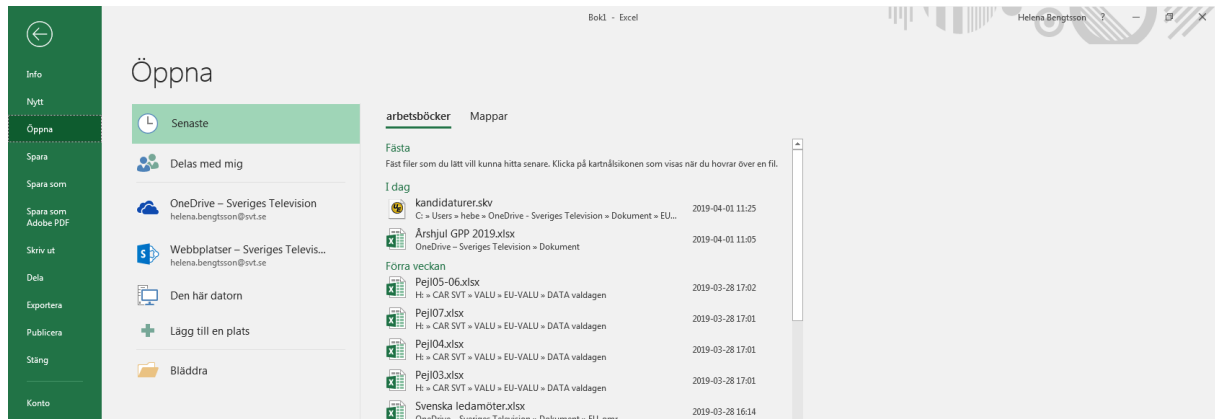 Bok1 - Excel
Helena Bengtsson ?
Info
Nytt
Öppna
Spara
Spara som
Spara som
Adobe PDF
Skriv ut
Dela
Exportera
Publicera
Stäng
Konto
Öppna
Senaste
Delas med mig
OneDrive – Sveriges Television
helena.bengtsson@svt.se
Webbplatser – Sveriges Televis...
helena.bengtsson@svt.se
Den här datorn
Lägg till en plats
Bläddra
arbetsböcker Mappar
Fästa
Fäst filer som du lätt vill kunna hitta senare. Klicka på kartnålsikonen som visas när du hovrar över en fil.
I dag
kandidaturer.skv
C: » Users » hebe » OneDrive - Sveriges Television » Dokument » EU... 2019-04-01 11:25
Årshjul GPP 2019.xlsx
OneDrive – Sveriges Television » Dokument 2019-04-01 11:05
Förra veckan
Pejl05-06.xlsx
H: » CAR SVT » VALU » EU-VALU » DATA valdagen 2019-03-28 17:02
Pejl07.xlsx
H: » CAR SVT » VALU » EU-VALU » DATA valdagen 2019-03-28 17:01
Pejl04.xlsx
H: » CAR SVT » VALU » EU-VALU » DATA valdagen 2019-03-28 17:01
Pejl03.xlsx
H: » CAR SVT » VALU » EU-VALU » DATA valdagen 2019-03-28 17:01
Svenska ledamöter.xlsx 2019-03-28 16:14
OneDrive – Sveriges Television » Dokument »